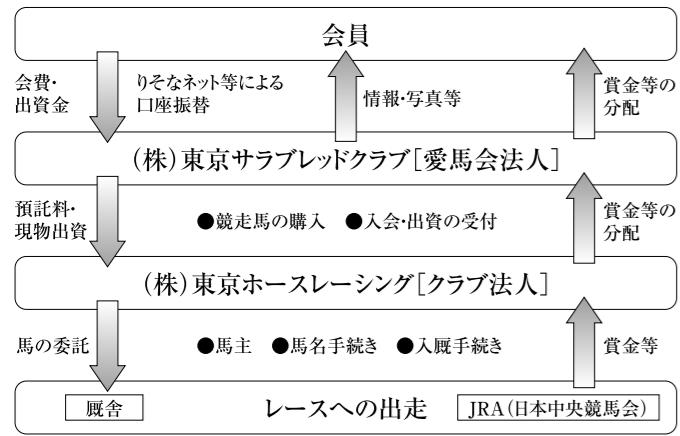 会員
会費・
出資金
りそなネット等による
口座振替
情報・写真等
賞金等の
分配
(株)東京サラブレッドクラブ[愛馬会法人]
預託料・
現物出資
●競走馬の購入 ●入会・出資の受付
賞金等の
分配
(株)東京ホースレーシング[クラブ法人]
馬の委託
●馬主 ●馬名手続き ●入厩手続き
賞金等
厩舎
レースへの出走
JRA(日本中央競馬会)